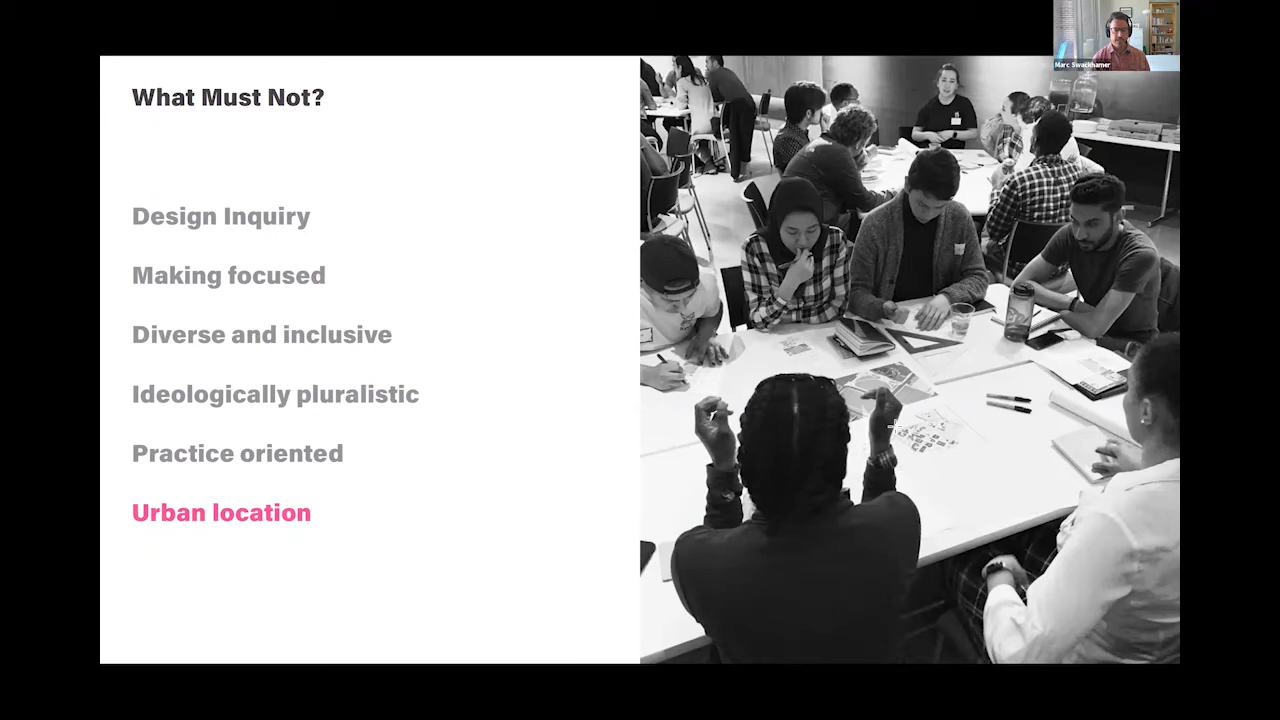 Marc Swackhamer
What Must Not?
Design Inquiry
Making focused
Diverse and inclusive
Ideologically pluralistic
Practice oriented
Urban location